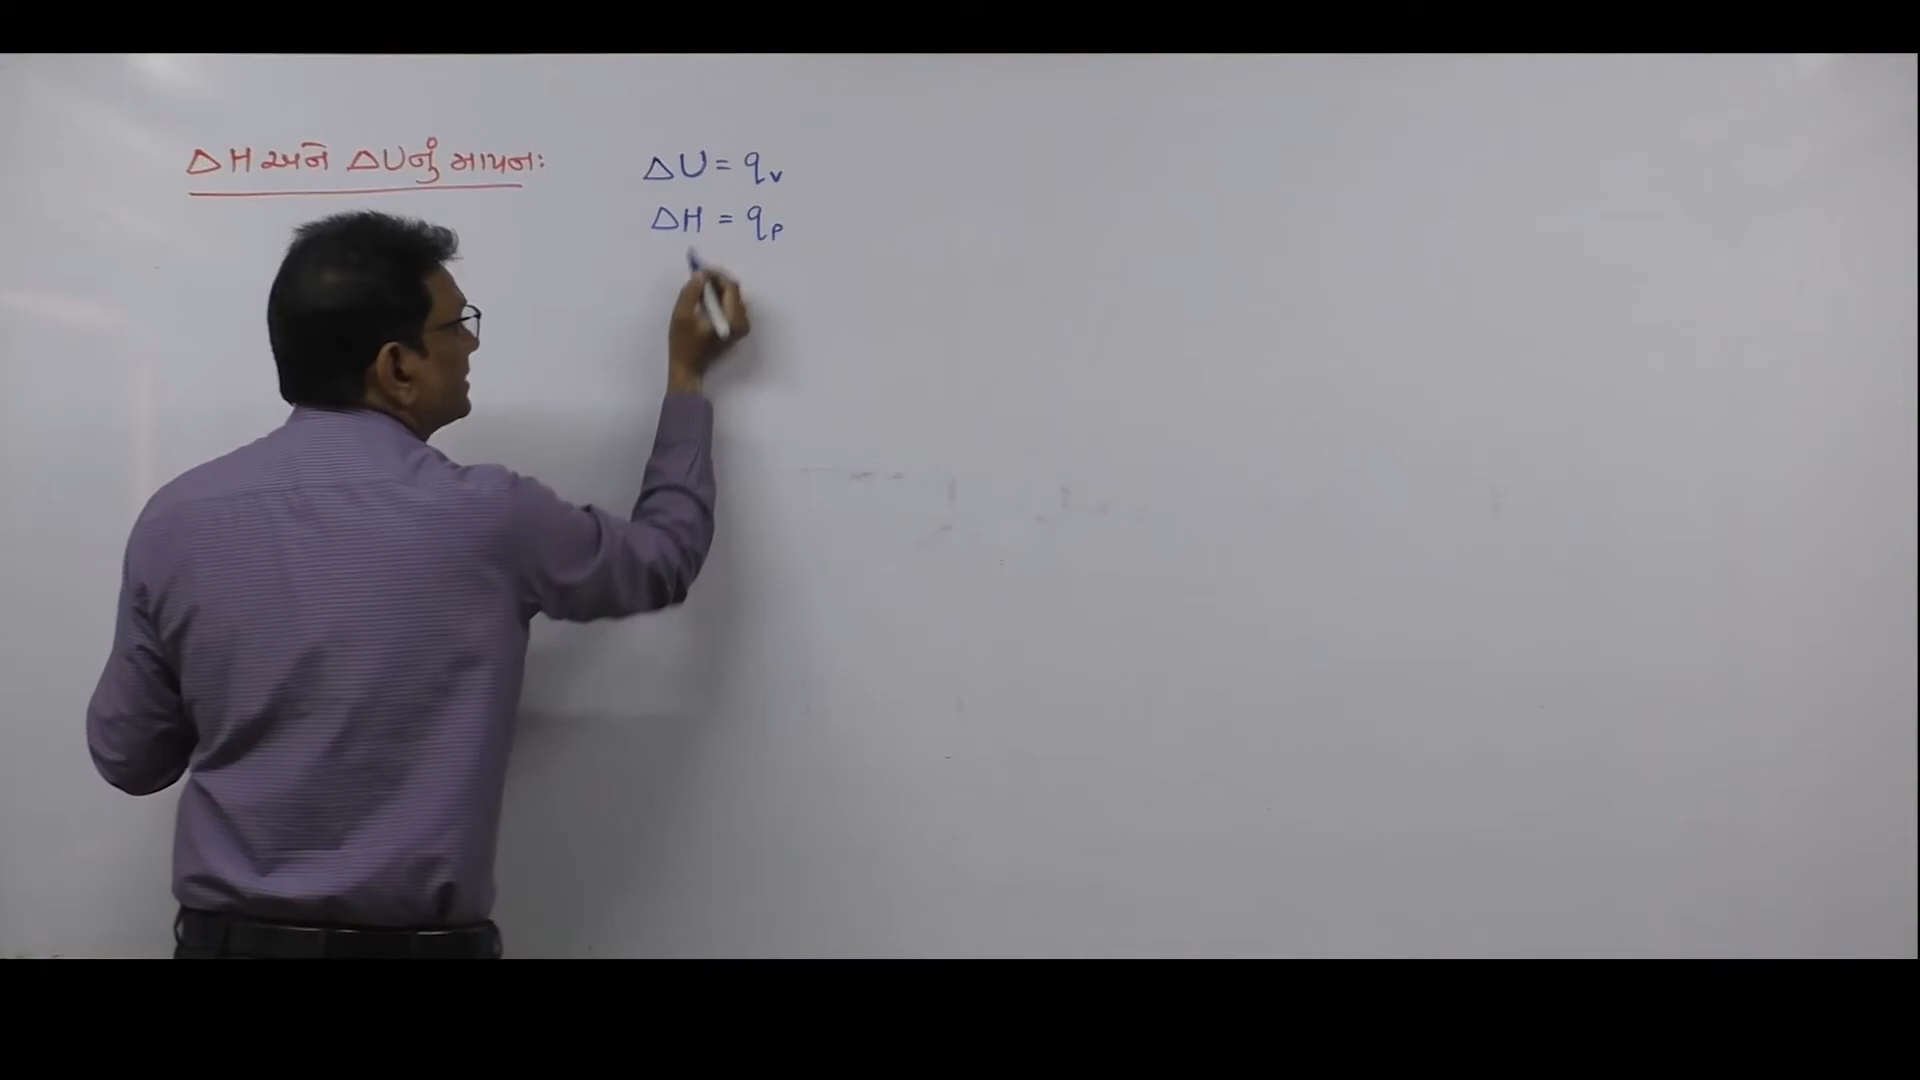 ΔH અને ΔUનું માપન:
ΔU = qᵥ
ΔH = qₚ